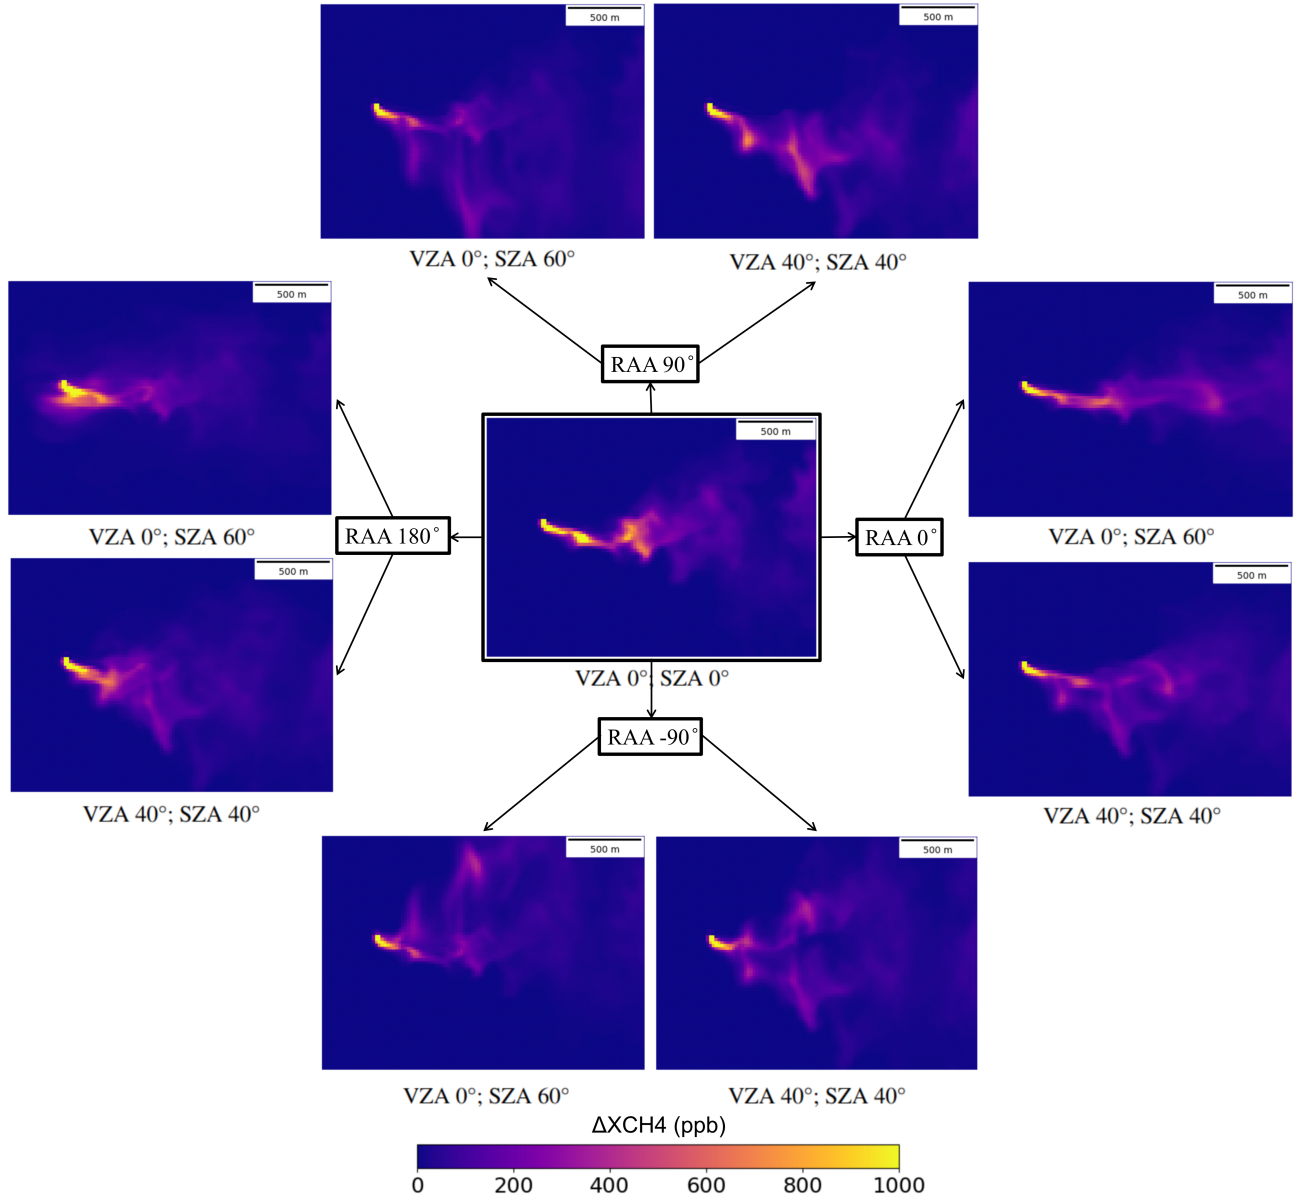 500 m
500 m
VZA 0°; SZA 60°
VZA 40°; SZA 40°
500 m
500 m
RAA 90°
500 m
VZA 0°; SZA 60°
VZA 0°; SZA 60°
RAA 180°
RAA 0°
500 m
500 m
VZA 0°; SZA 0°
RAA -90°
VZA 40°; SZA 40°
VZA 40°; SZA 40°
500 m
500 m
VZA 0°; SZA 60°
VZA 40°; SZA 40°
ΔXCH4 (ppb)
0 200 400 600 800 1000